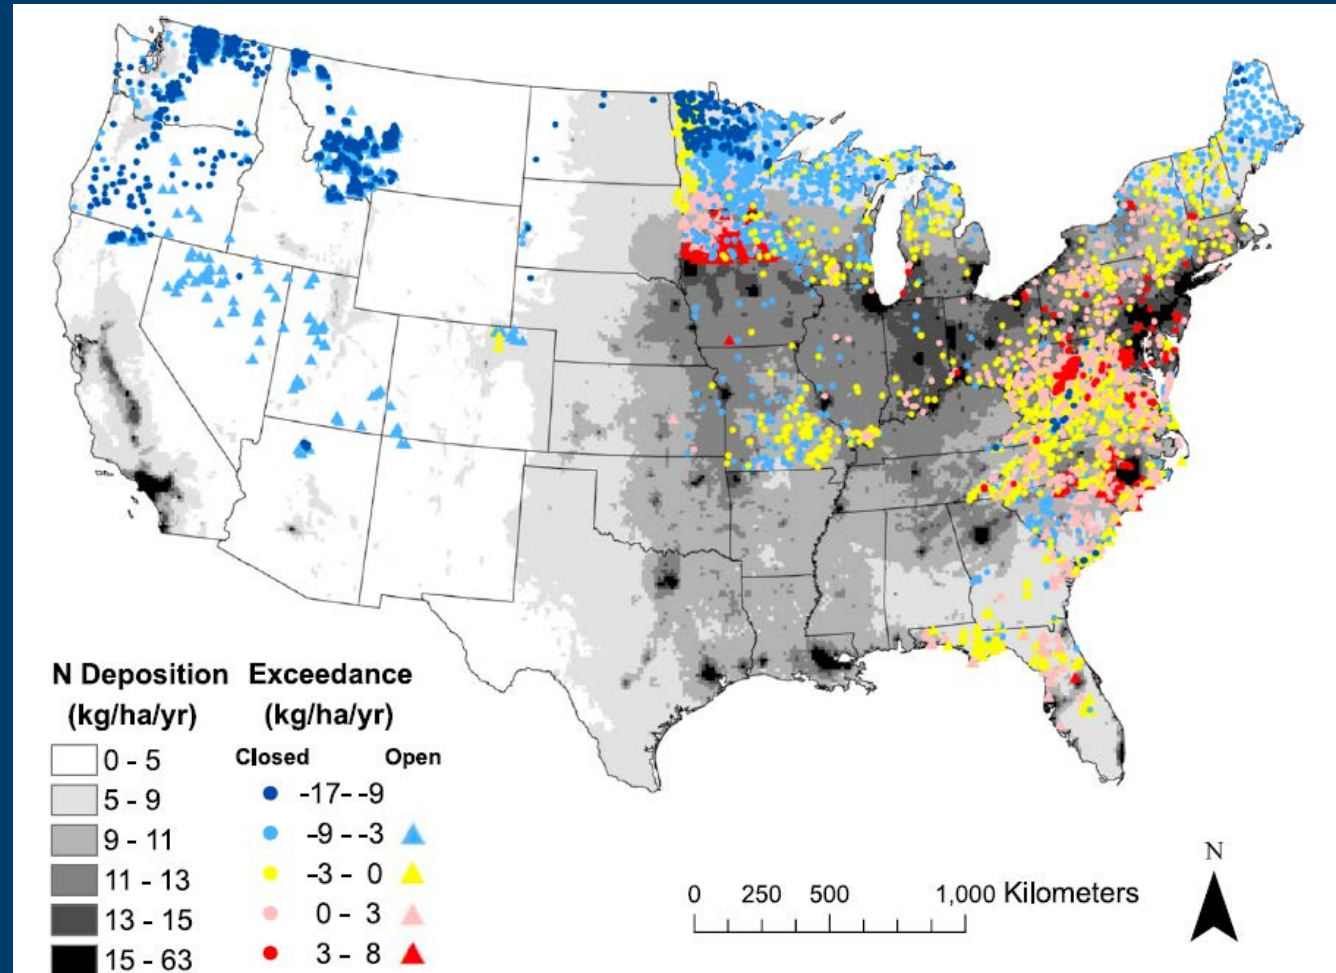 N Deposition Exceedance
(kg/ha/yr) (kg/ha/yr)
Closed Open
0 - 5
-17- -9
5 - 9
-9 - -3
9 - 11
-3 - 0
11 - 13
0 - 3
13 - 15
3 - 8
15 - 63
0 250 500 1,000 Kilometers
N